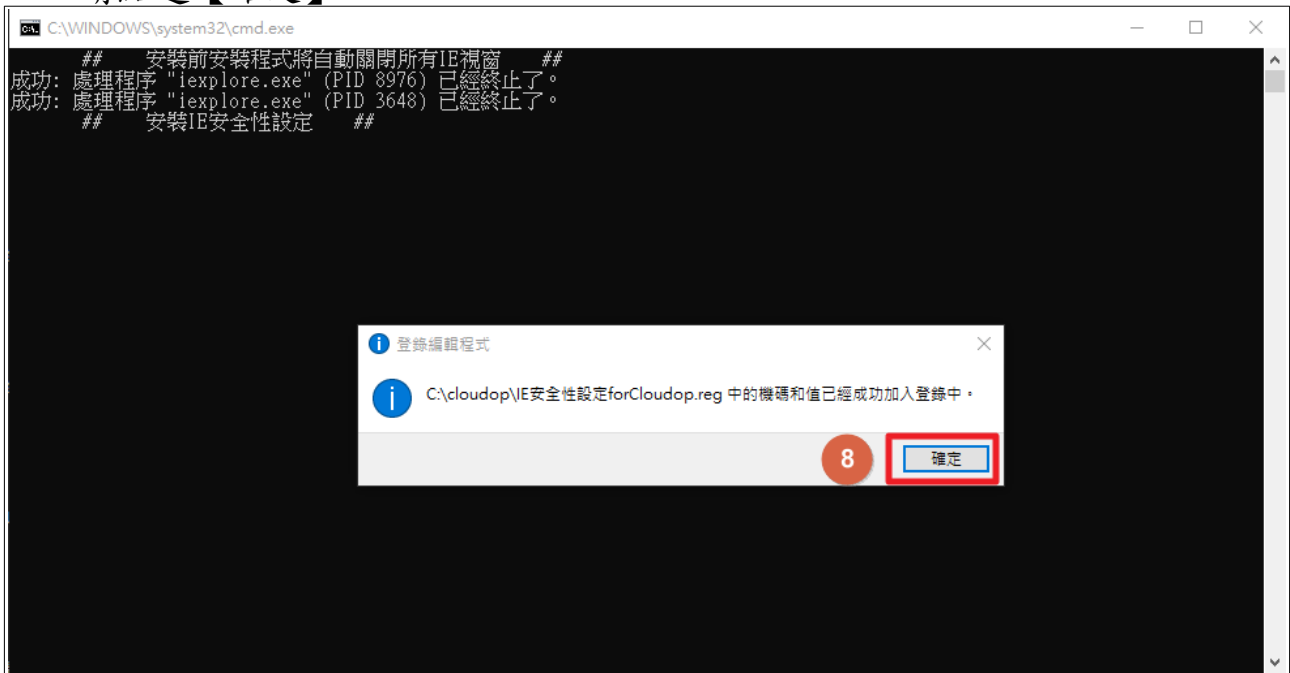 C:\WINDOWS\system32\cmd.exe
## 安裝前安裝程式將自動關閉所有IE視窗 ##
成功: 處理程序 "iexplore.exe" (PID 8976) 已經終止了。
成功: 處理程序 "iexplore.exe" (PID 3648) 已經終止了。
## 安裝IE安全性設定 ##
登錄編輯程式
C:\cloudop\IE安全性設定forCloudop.reg 中的機碼和值已經成功加入登錄中。
8 確定